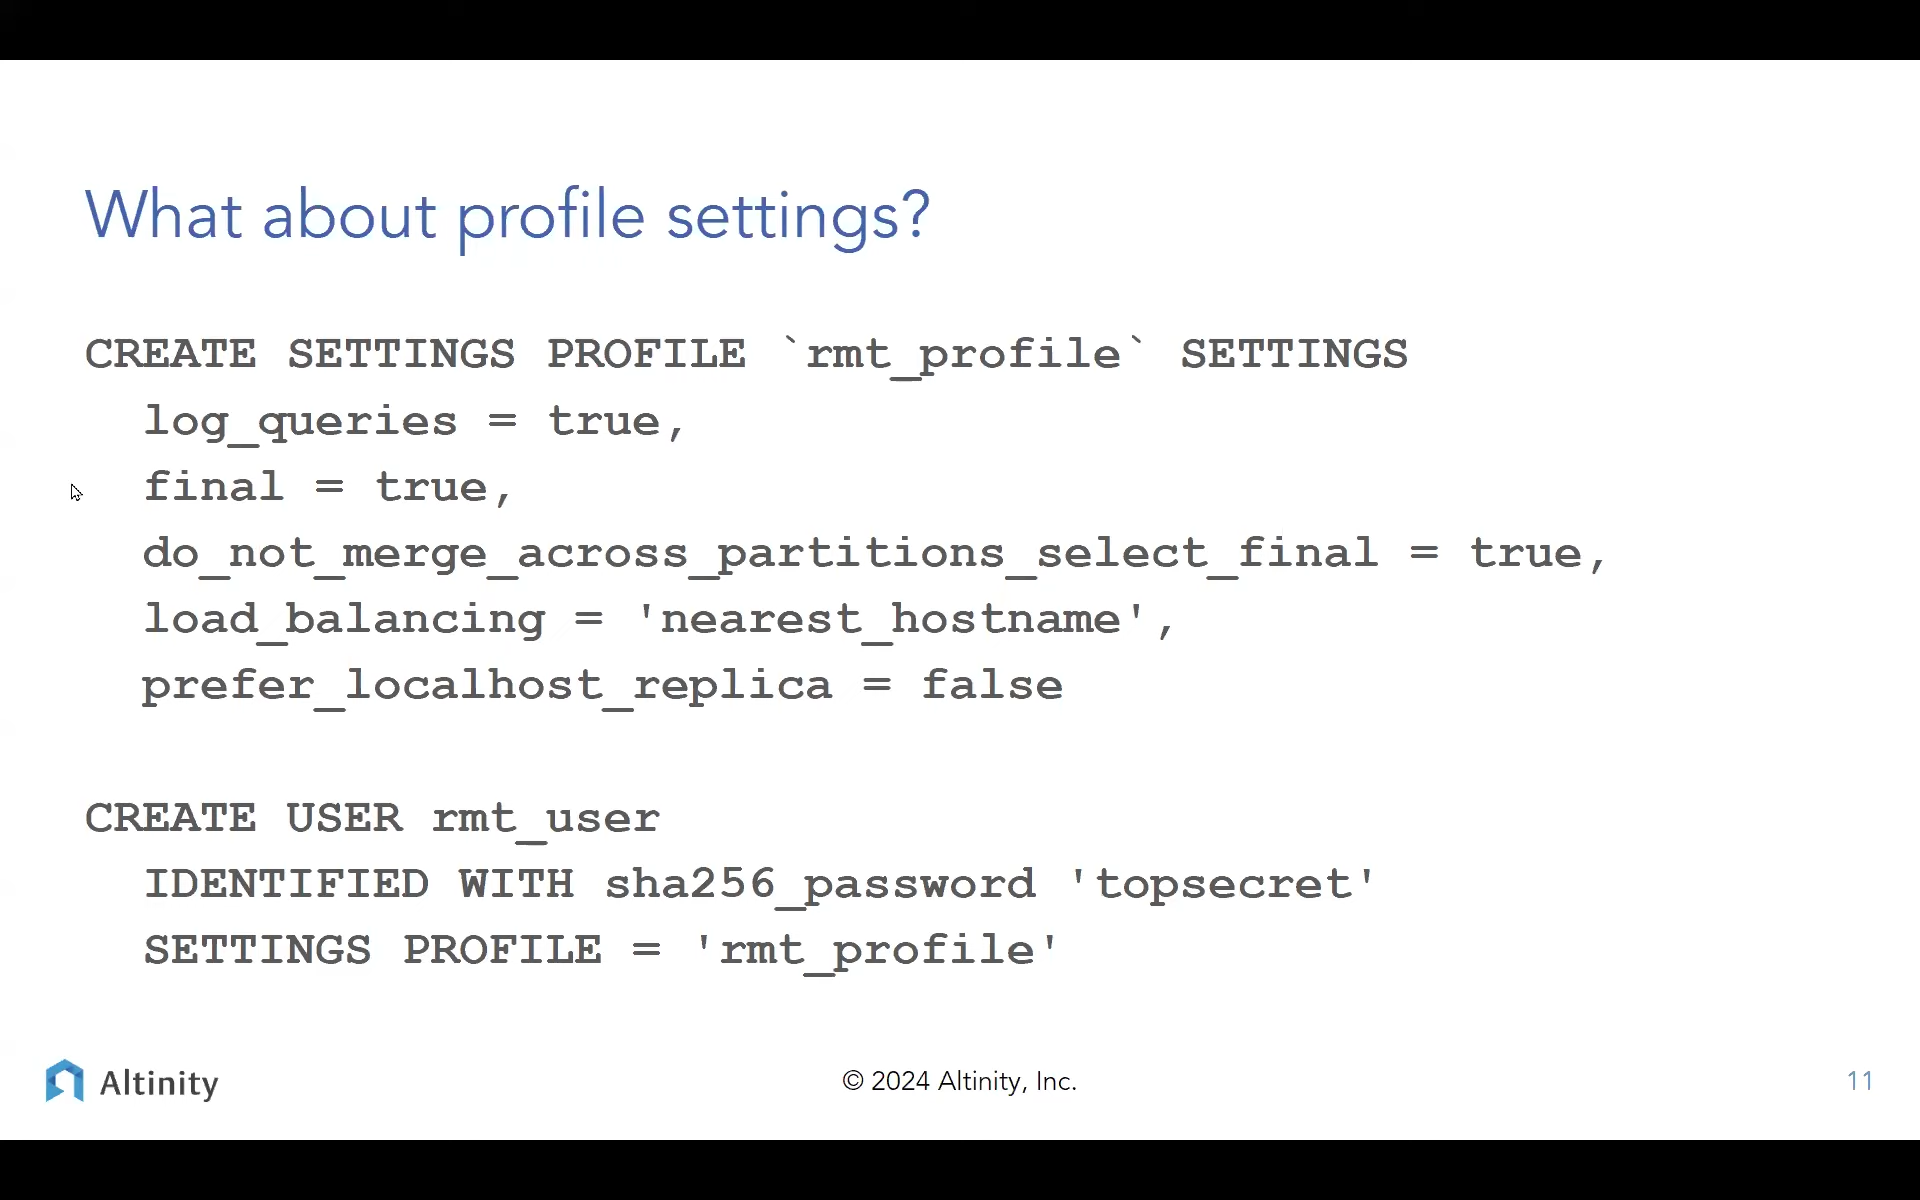 What about profile settings?
CREATE SETTINGS PROFILE `rmt_profile` SETTINGS
log_queries = true,
final = true,
do_not_merge_across_partitions_select_final = true,
load_balancing = 'nearest_hostname',
prefer_localhost_replica = false
CREATE USER rmt_user
IDENTIFIED WITH sha256_password 'topsecret'
SETTINGS PROFILE = 'rmt_profile'
Altinity
© 2024 Altinity, Inc.
11